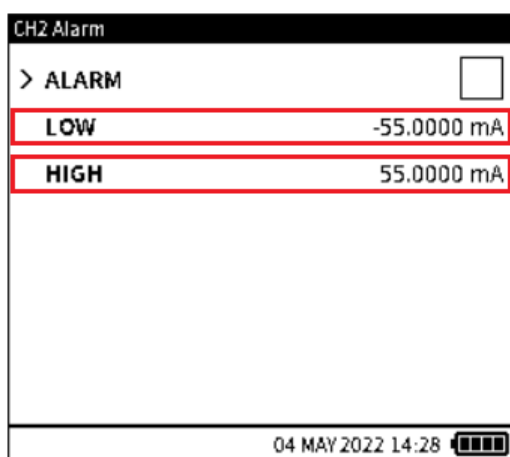 CH2 Alarm
> ALARM
LOW -55.0000 mA
HIGH 55.0000 mA
04 MAY 2022 14:28